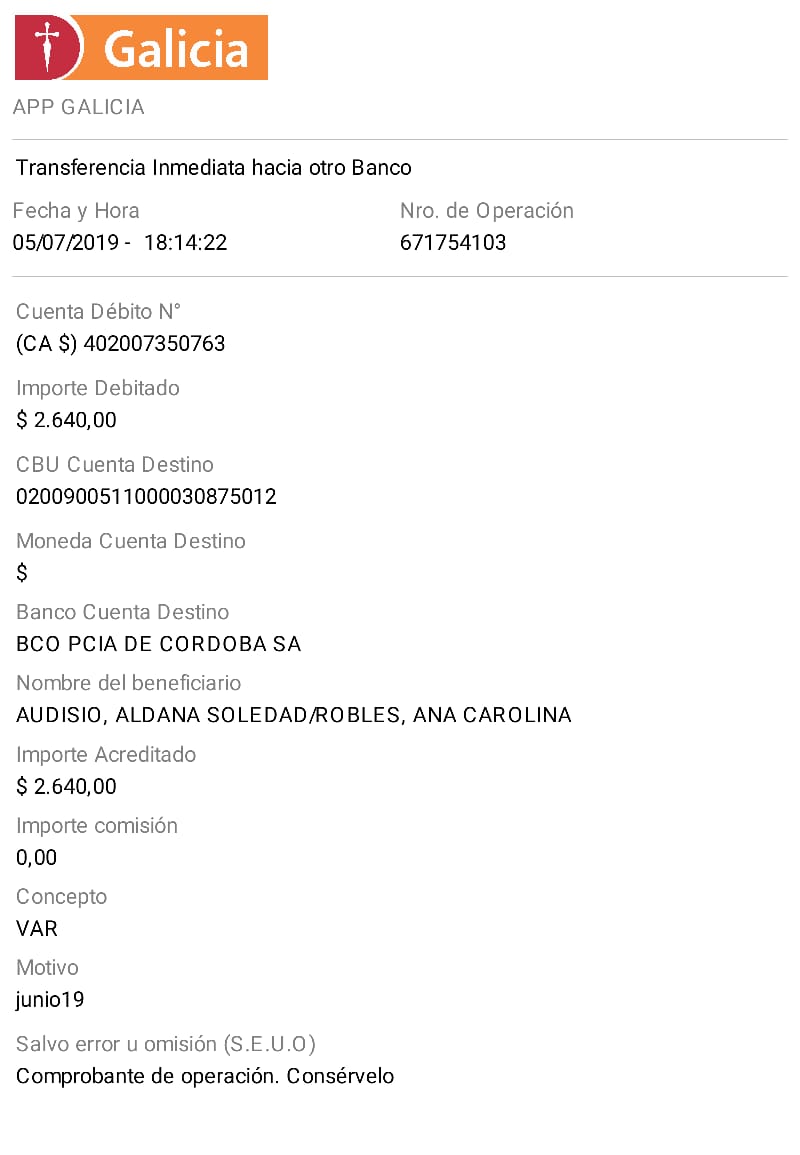 Galicia
APP GALICIA
Transferencia Inmediata hacia otro Banco
Fecha y Hora
Nro. de Operación
05/07/2019 - 18:14:22
671754103
Cuenta Débito N°
(CA $) 402007350763
Importe Debitado
$ 2.640,00
CBU Cuenta Destino
0200900511000030875012
Moneda Cuenta Destino
$
Banco Cuenta Destino
BCO PCIA DE CORDOBA SA
Nombre del beneficiario
AUDISIO, ALDANA SOLEDAD/ROBLES, ANA CAROLINA
Importe Acreditado
$ 2.640,00
Importe comisión
0,00
Concepto
VAR
Motivo
junio19
Salvo error u omisión (S.E.U.O)
Comprobante de operación. Consérvelo